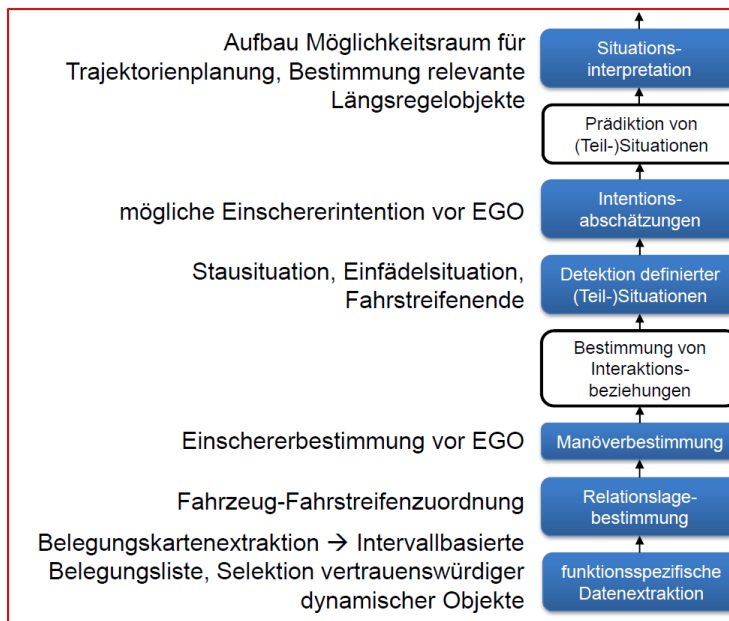 Aufbau Möglichkeitsraum für
Trajektorienplanung, Bestimmung relevante
Längsregelobjekte
Situations-
interpretation
Prädiktion von
(Teil-)Situationen
mögliche Einschererintention vor EGO
Intentions-
abschätzungen
Stausituation, Einfädelsituation,
Fahrstreifenende
Detektion definierter
(Teil-)Situationen
Bestimmung von
Interaktions-
beziehungen
Einschererbestimmung vor EGO
Manöverbestimmung
Fahrzeug-Fahrstreifenzuordnung
Relationslage-
bestimmung
Belegungskartenextraktion → Intervallbasierte
Belegungsliste, Selektion vertrauenswürdiger
dynamischer Objekte
funktionsspezifische
Datenextraktion